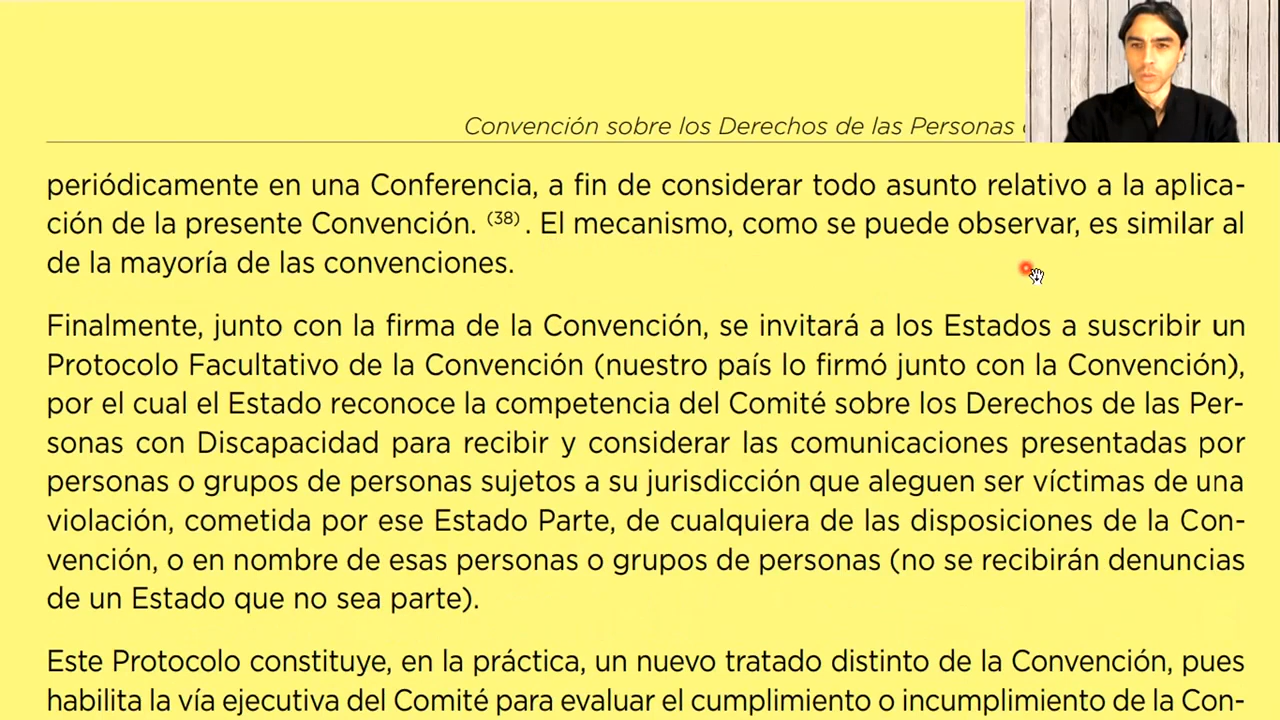 Convención sobre los Derechos de las Personas
periódicamente en una Conferencia, a fin de considerar todo asunto relativo a la aplica-
ción de la presente Convención. (38) . El mecanismo, como se puede observar, es similar al
de la mayoría de las convenciones.
Finalmente, junto con la firma de la Convención, se invitará a los Estados a suscribir un
Protocolo Facultativo de la Convención (nuestro país lo firmó junto con la Convención),
por el cual el Estado reconoce la competencia del Comité sobre los Derechos de las Per-
sonas con Discapacidad para recibir y considerar las comunicaciones presentadas por
personas o grupos de personas sujetos a su jurisdicción que aleguen ser víctimas de una
violación, cometida por ese Estado Parte, de cualquiera de las disposiciones de la Con-
vención, o en nombre de esas personas o grupos de personas (no se recibirán denuncias
de un Estado que no sea parte).
Este Protocolo constituye, en la práctica, un nuevo tratado distinto de la Convención, pues
habilita la vía ejecutiva del Comité para evaluar el cumplimiento o incumplimiento de la Con-